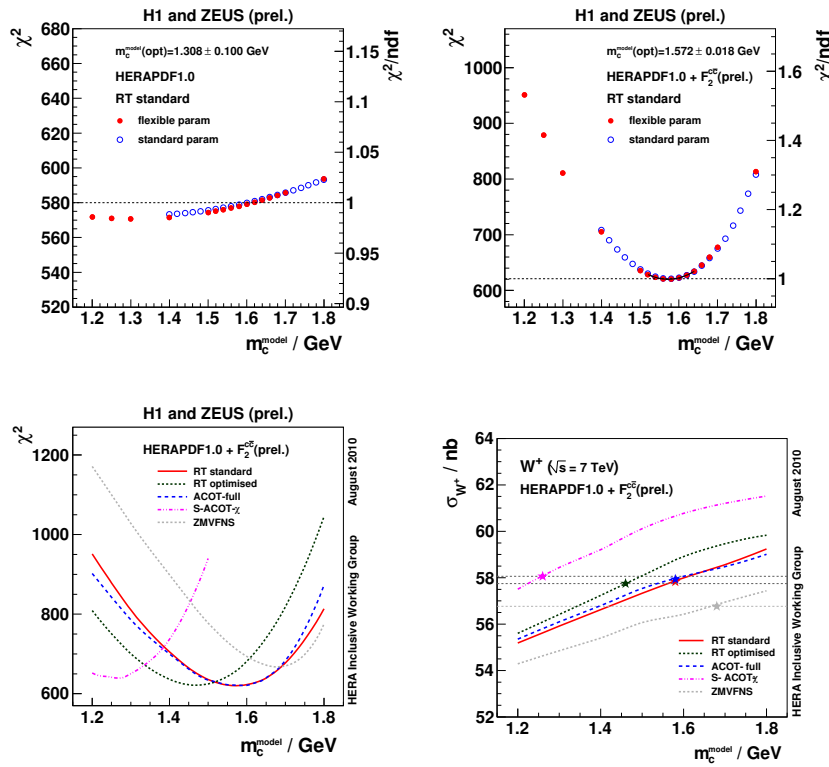 H1 and ZEUS (prel.)
χ²
680
660
640
620
600
580
560
540
520
m_c^model(opt)=1.308 ± 0.100 GeV
HERAPDF1.0
RT standard
flexible param
standard param
χ²/ndf
1.15
1.1
1.05
1
0.95
0.9
1.2 1.3 1.4 1.5 1.6 1.7 1.8
m_c^model / GeV
H1 and ZEUS (prel.)
χ²
1000
900
800
700
600
m_c^model(opt)=1.572 ± 0.018 GeV
HERAPDF1.0 + F_2^cc̄(prel.)
RT standard
flexible param
standard param
χ²/ndf
1.6
1.4
1.2
1
1.2 1.3 1.4 1.5 1.6 1.7 1.8
m_c^model / GeV
H1 and ZEUS (prel.)
χ²
1200
1000
800
600
HERAPDF1.0 + F_2^cc̄(prel.)
RT standard
RT optimised
ACOT-full
S-ACOT-χ
ZMVFNS
HERA Inclusive Working Group August 2010
1.2 1.4 1.6 1.8
m_c^model / GeV
σ_W⁺ / nb
64
62
60
58
56
54
52
W⁺ (√s = 7 TeV)
HERAPDF1.0 + F_2^cc̄(prel.)
RT standard
RT optimised
ACOT- full
S- ACOTχ
ZMVFNS
HERA Inclusive Working Group August 2010
1.2 1.4 1.6 1.8
m_c^model / GeV